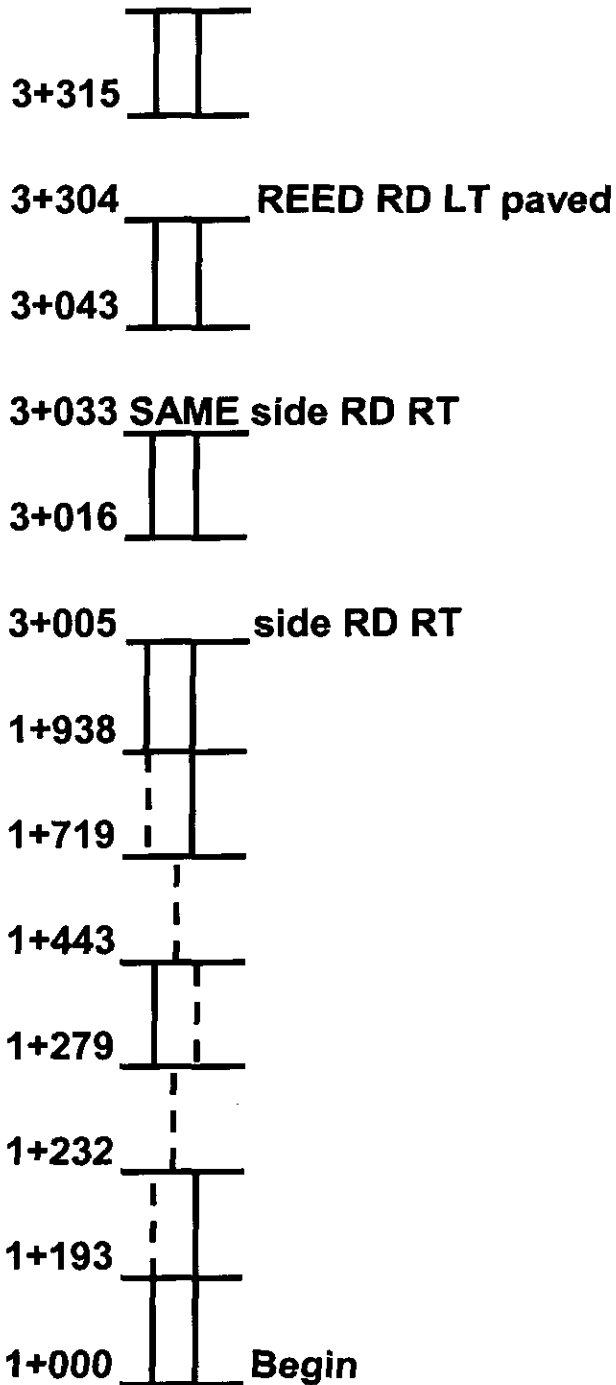 3+315
3+304 REED RD LT paved
3+043
3+033 SAME side RD RT
3+016
3+005 side RD RT
1+938
1+719
1+443
1+279
1+232
1+193
1+000 Begin